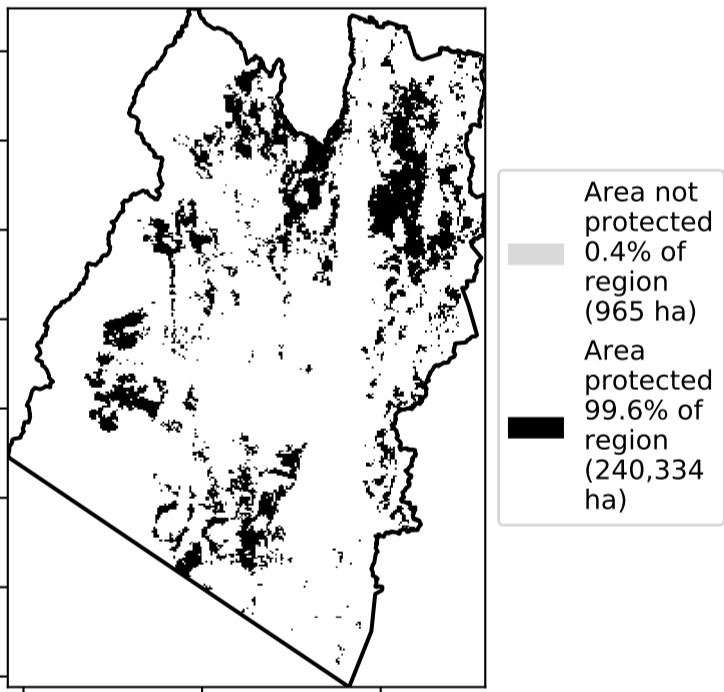 Area not
protected
0.4% of
region
(965 ha)
Area
protected
99.6% of
region
(240,334
ha)